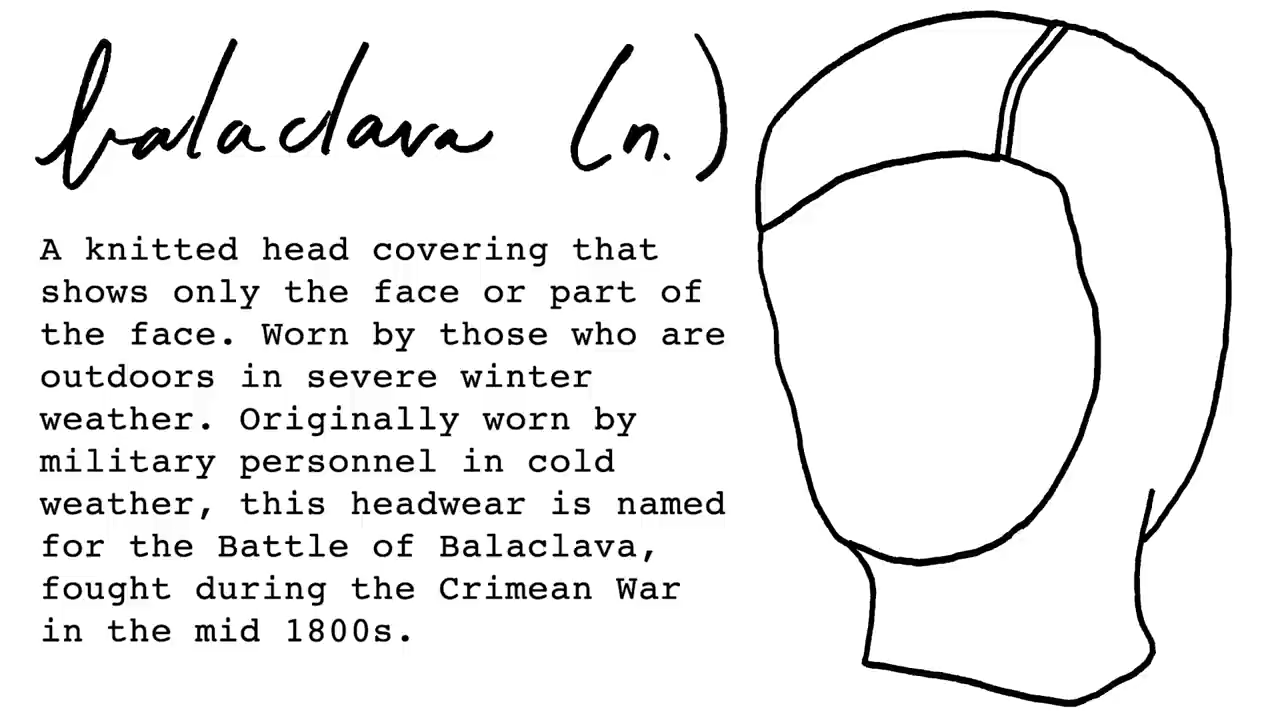 balaclava (n.)
A knitted head covering that
shows only the face or part of
the face. Worn by those who are
outdoors in severe winter
weather. Originally worn by
military personnel in cold
weather, this headwear is named
for the Battle of Balaclava,
fought during the Crimean War
in the mid 1800s.